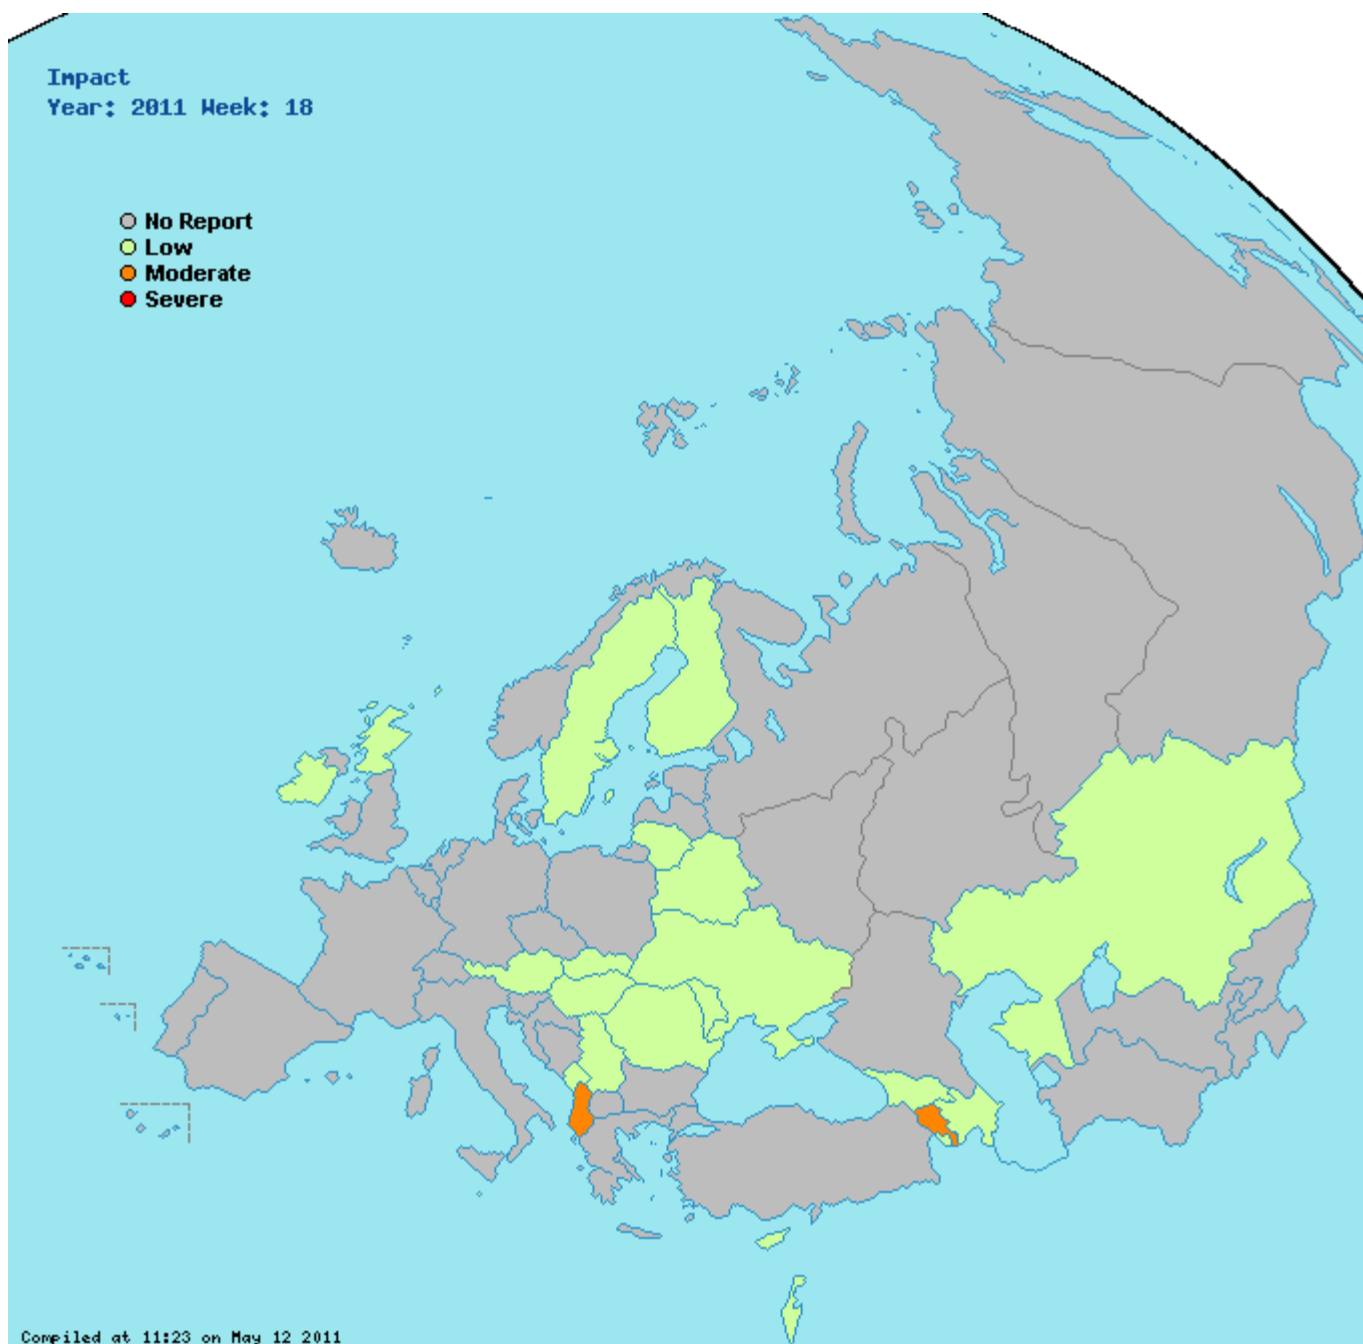 Impact
Year: 2011 Week: 18
No Report
Low
Moderate
Severe
Compiled at 11:23 on May 12 2011